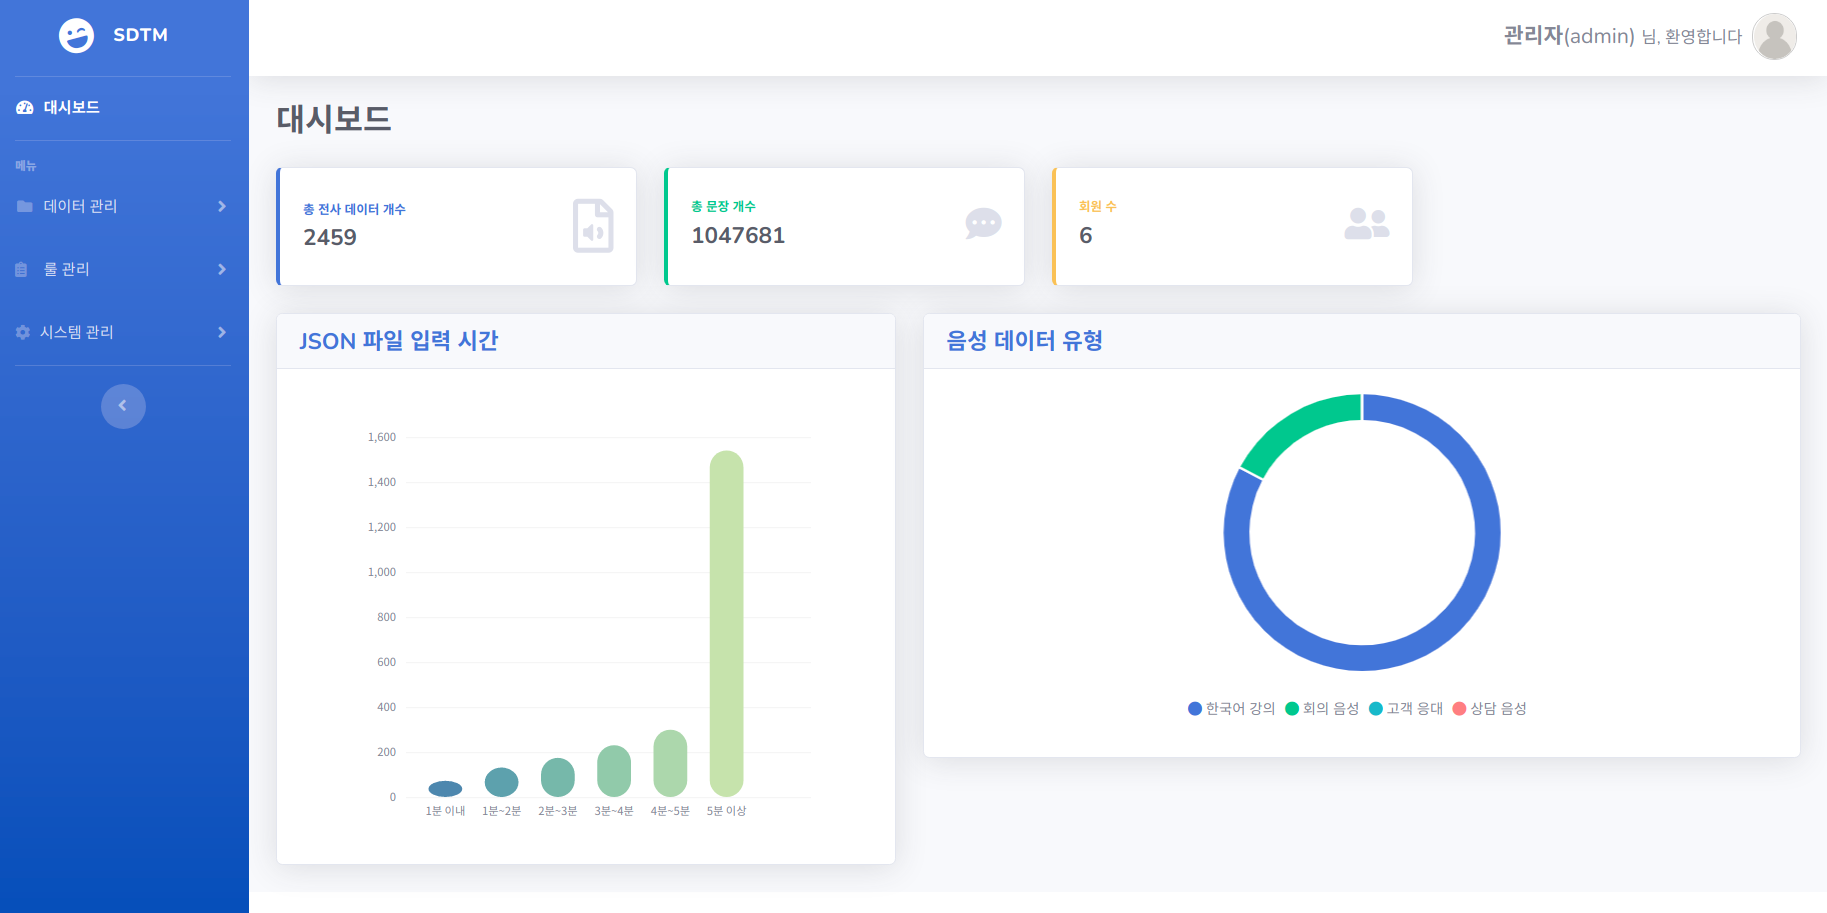 SDTM
관리자(admin) 님, 환영합니다
대시보드
메뉴
데이터 관리
룰 관리
시스템 관리
대시보드
총 전사 데이터 개수
2459
총 문장 개수
1047681
회원 수
6
JSON 파일 입력 시간
1,600
1,400
1,200
1,000
800
600
400
200
0
1분 이내 1분~2분 2분~3분 3분~4분 4분~5분 5분 이상
음성 데이터 유형
한국어 강의 회의 음성 고객 응대 상담 음성